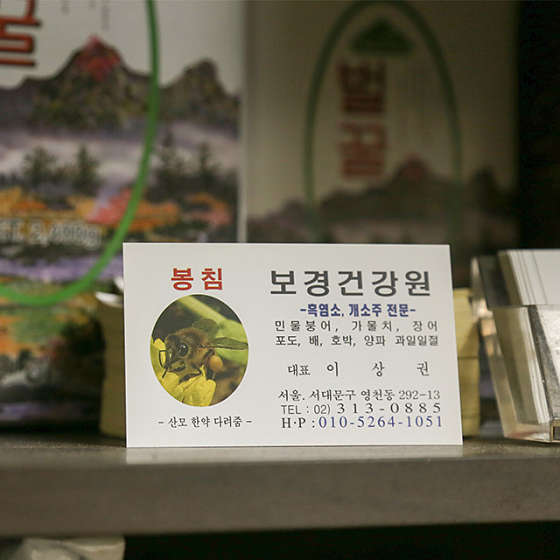 벌꿀
봉침
보경건강원
-흑염소, 개소주 전문-
민물붕어, 가물치, 장어
포도, 배, 호박, 양파 과일일절
대표 이 상 권
서울. 서대문구 영천동 292-13
TEL : 02) 313-0885
H·P : 010-5264-1051
- 산모 한약 다려줌 -